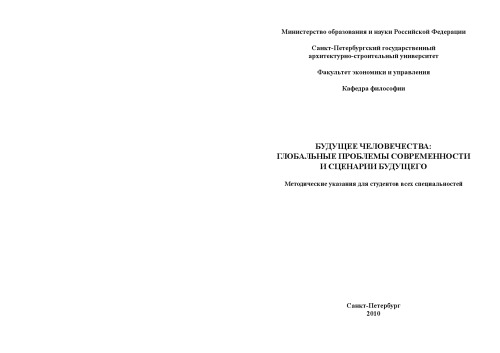 Министерство образования и науки Российской Федерации
Санкт-Петербургский государственный
архитектурно-строительный университет
Факультет экономики и управления
Кафедра философии
БУДУЩЕЕ ЧЕЛОВЕЧЕСТВА:
ГЛОБАЛЬНЫЕ ПРОБЛЕМЫ СОВРЕМЕННОСТИ
И СЦЕНАРИИ БУДУЩЕГО
Методические указания для студентов всех специальностей
Санкт-Петербург
2010